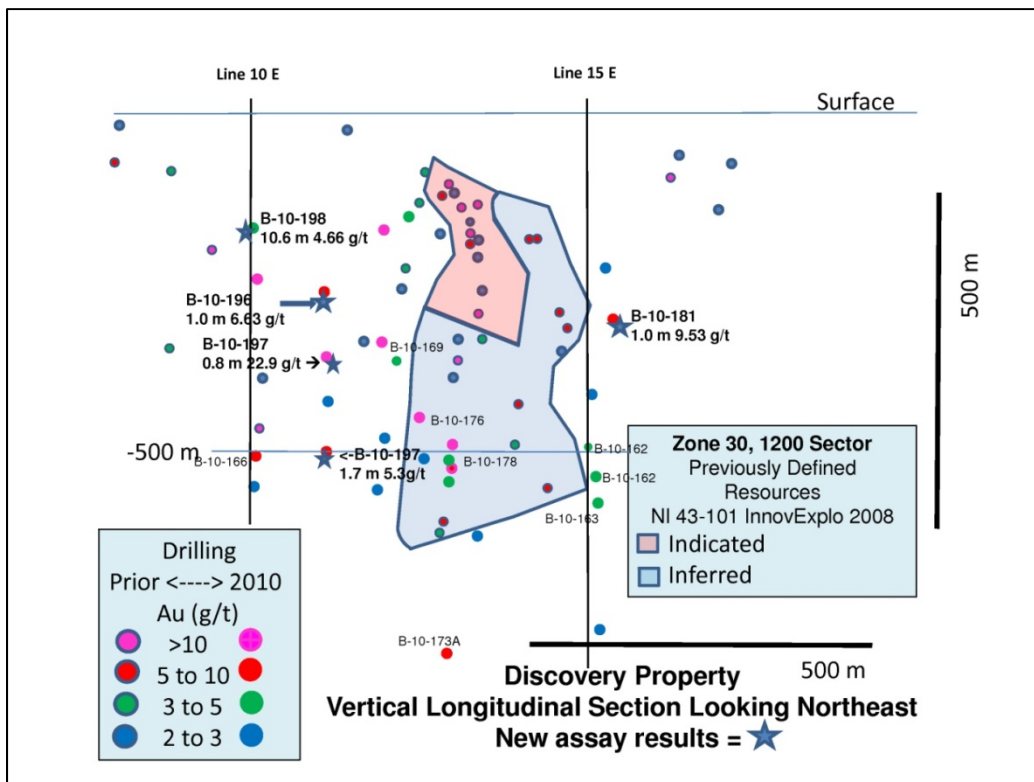 Line 10 E
Line 15 E
Surface
B-10-198
10.6 m 4.66 g/t
B-10-196
1.0 m 6.63 g/t
B-10-197
0.8 m 22.9 g/t
B-10-169
B-10-181
1.0 m 9.53 g/t
500 m
B-10-176
-500 m
B-10-166
<-B-10-197
1.7 m 5.3g/t
B-10-178
B-10-162
B-10-162
B-10-163
Zone 30, 1200 Sector
Previously Defined
Resources
NI 43-101 InnovExplo 2008
Indicated
Inferred
Drilling
Prior <----> 2010
Au (g/t)
>10
5 to 10
3 to 5
2 to 3
B-10-173A
500 m
Discovery Property
Vertical Longitudinal Section Looking Northeast
New assay results =